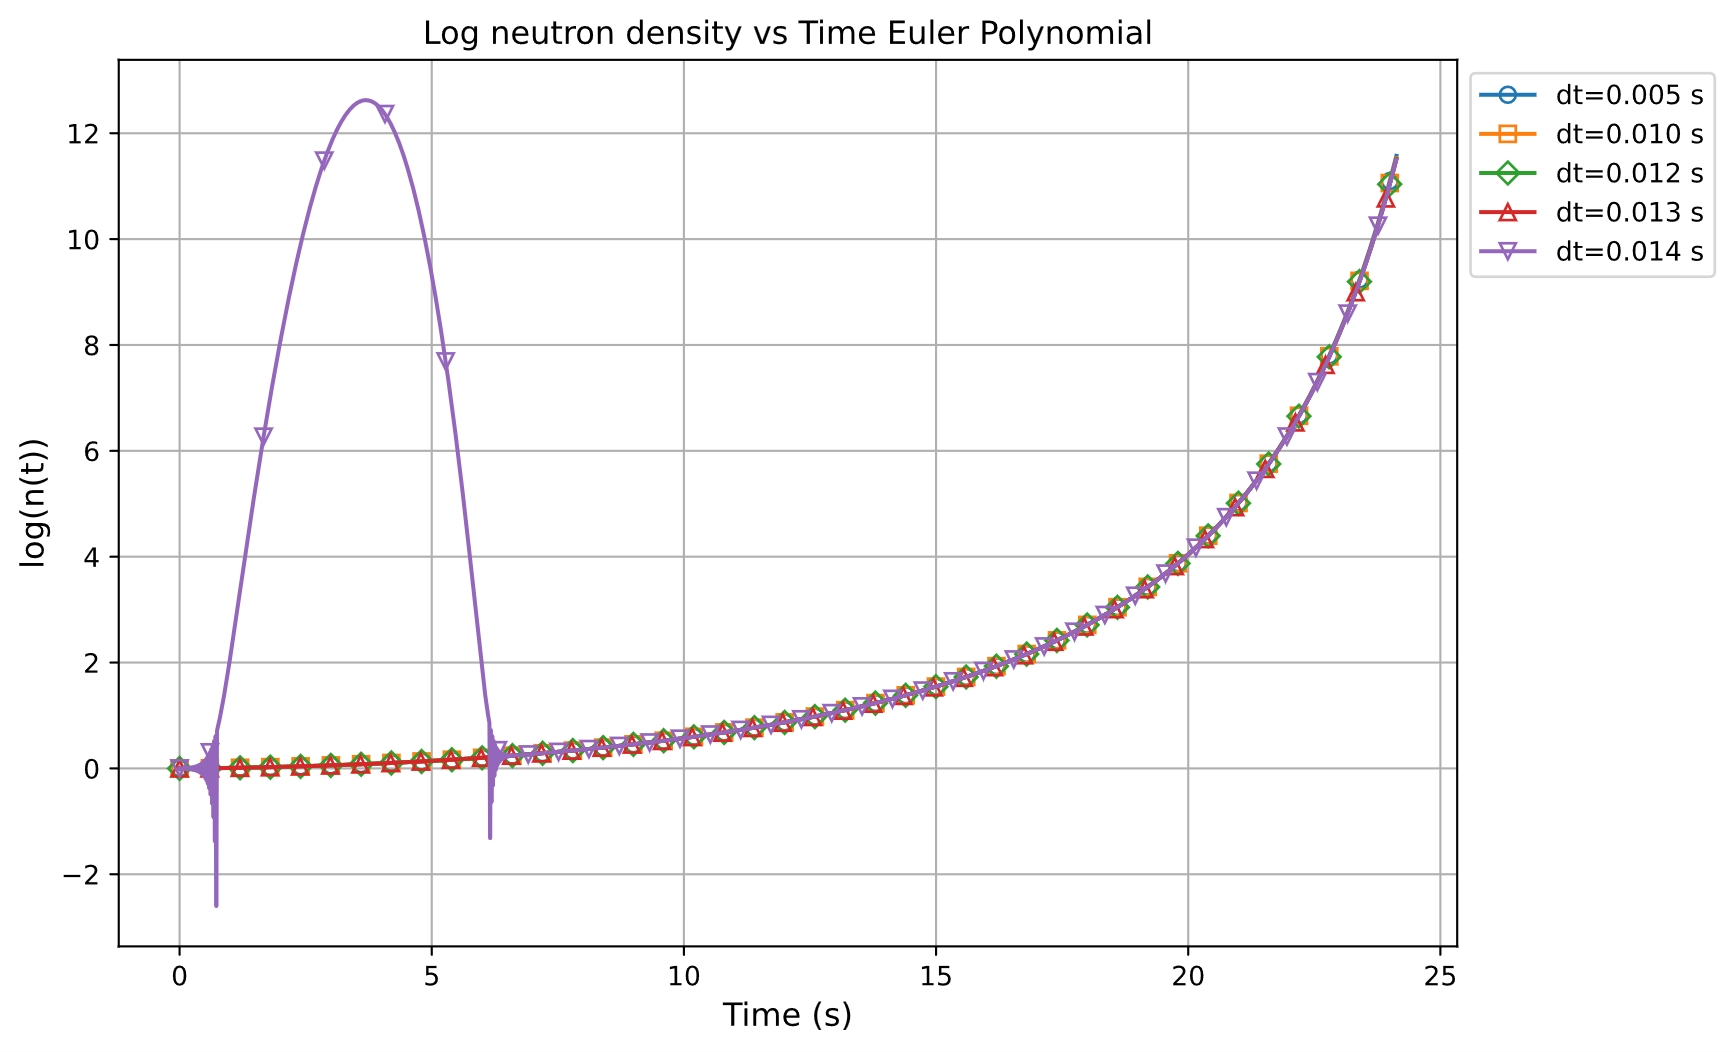 Log neutron density vs Time Euler Polynomial
dt=0.005 s
dt=0.010 s
dt=0.012 s
dt=0.013 s
dt=0.014 s
log(n(t))
12
10
8
6
4
2
0
−2
0 5 10 15 20 25
Time (s)